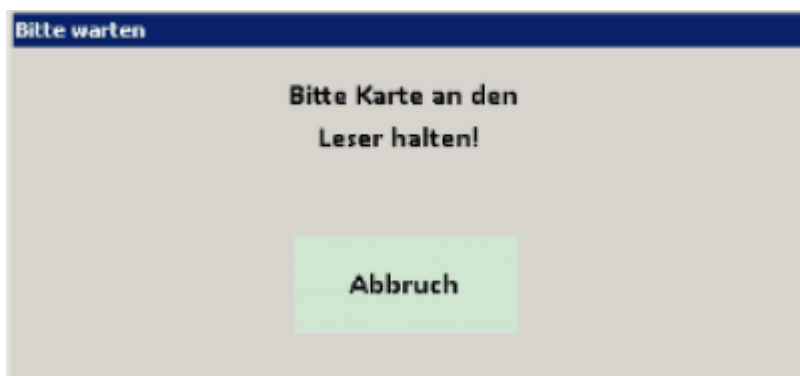 Bitte warten
Bitte Karte an den
Leser halten!
Abbruch